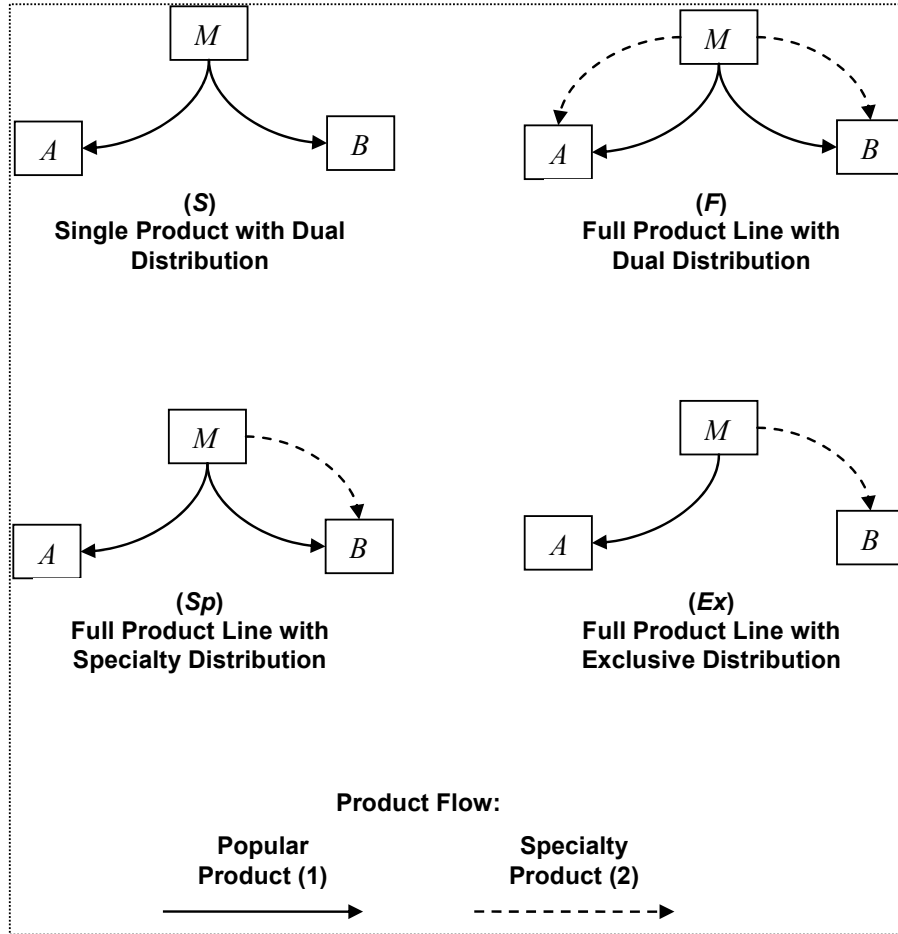 M
M
A
B
A
B
(S)
Single Product with Dual
Distribution
(F)
Full Product Line with
Dual Distribution
M
M
A
B
A
B
(Sp)
Full Product Line with
Specialty Distribution
(Ex)
Full Product Line with
Exclusive Distribution
Product Flow:
Popular
Product (1)
Specialty
Product (2)